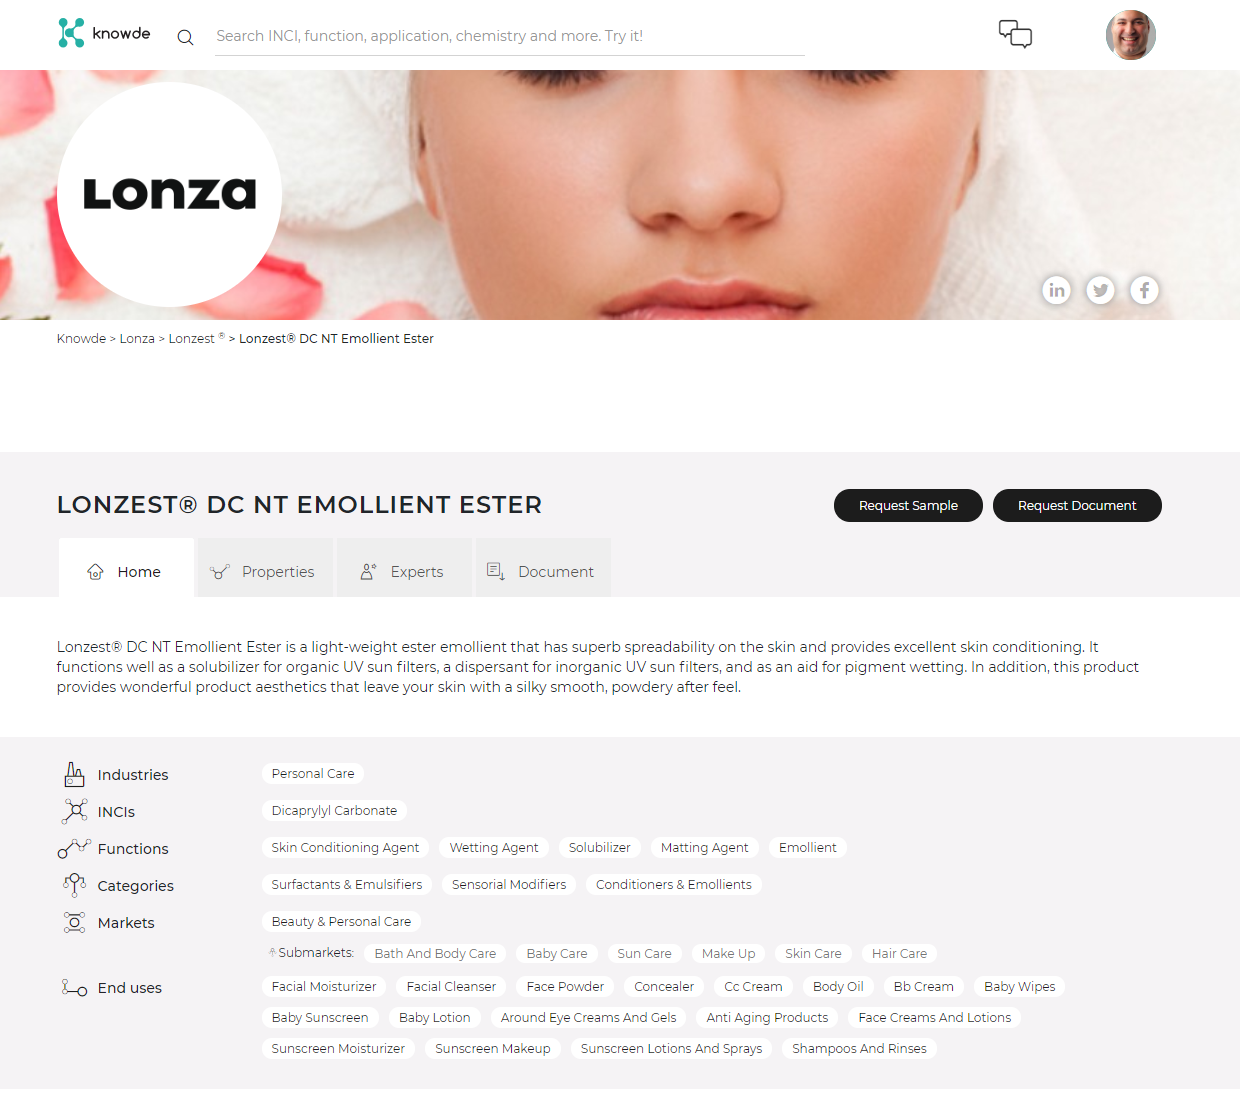 knowde
Search INCI, function, application, chemistry and more. Try it!
Lonza
in
Knowde > Lonza > Lonzest ® > Lonzest® DC NT Emollient Ester
LONZEST® DC NT EMOLLIENT ESTER
Request Sample
Request Document
Home
Properties
Experts
Document
Lonzest® DC NT Emollient Ester is a light-weight ester emollient that has superb spreadability on the skin and provides excellent skin conditioning. It
functions well as a solubilizer for organic UV sun filters, a dispersant for inorganic UV sun filters, and as an aid for pigment wetting. In addition, this product
provides wonderful product aesthetics that leave your skin with a silky smooth, powdery after feel.
Industries Personal Care
INCIs Dicaprylyl Carbonate
Functions Skin Conditioning Agent Wetting Agent Solubilizer Matting Agent Emollient
Categories Surfactants & Emulsifiers Sensorial Modifiers Conditioners & Emollients
Markets Beauty & Personal Care
Submarkets: Bath And Body Care Baby Care Sun Care Make Up Skin Care Hair Care
End uses Facial Moisturizer Facial Cleanser Face Powder Concealer Cc Cream Body Oil Bb Cream Baby Wipes
Baby Sunscreen Baby Lotion Around Eye Creams And Gels Anti Aging Products Face Creams And Lotions
Sunscreen Moisturizer Sunscreen Makeup Sunscreen Lotions And Sprays Shampoos And Rinses